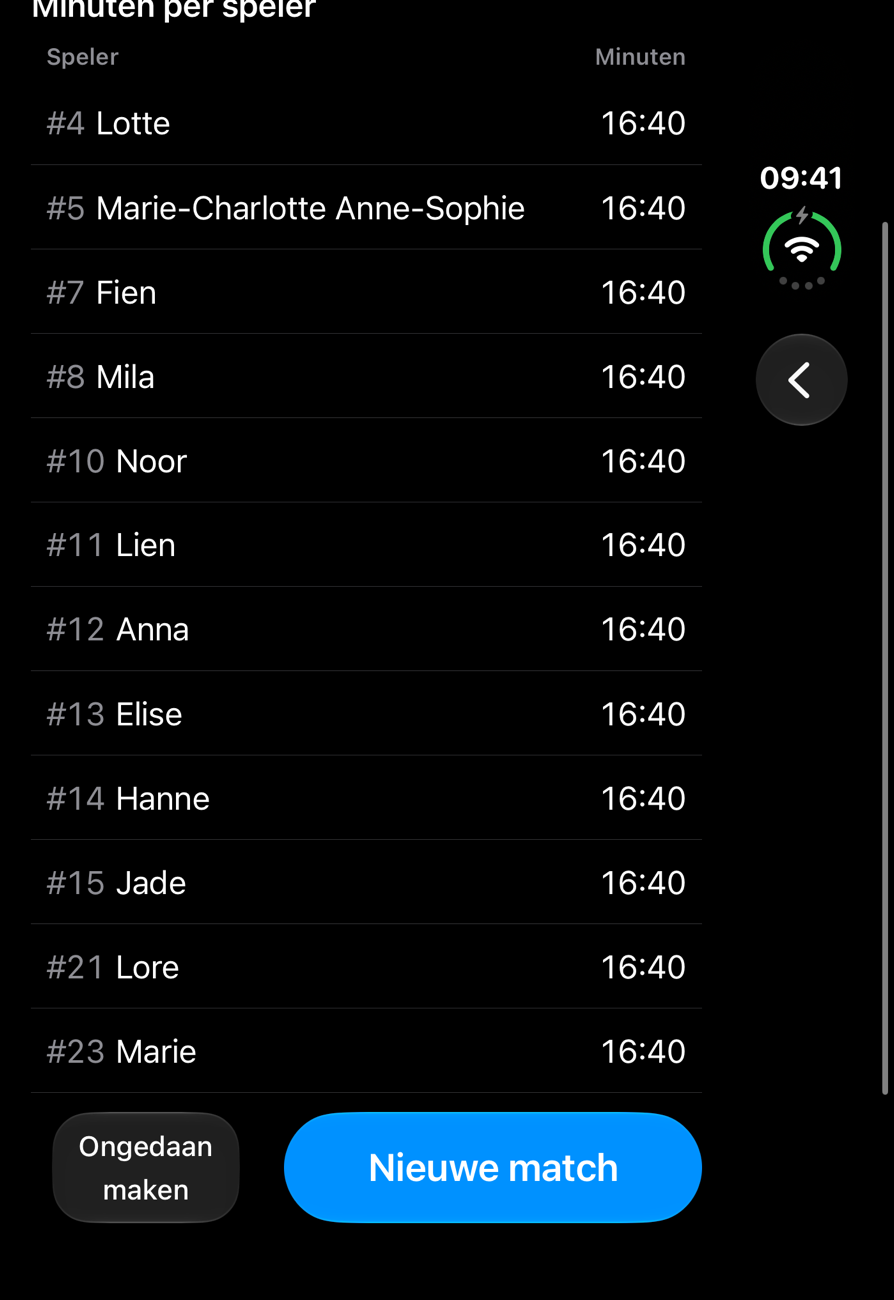 Minuten per speler
Speler Minuten
#4 Lotte 16:40
09:41
#5 Marie-Charlotte Anne-Sophie 16:40
#7 Fien 16:40
#8 Mila 16:40
#10 Noor 16:40
#11 Lien 16:40
#12 Anna 16:40
#13 Elise 16:40
#14 Hanne 16:40
#15 Jade 16:40
#21 Lore 16:40
#23 Marie 16:40
Ongedaan
maken
Nieuwe match